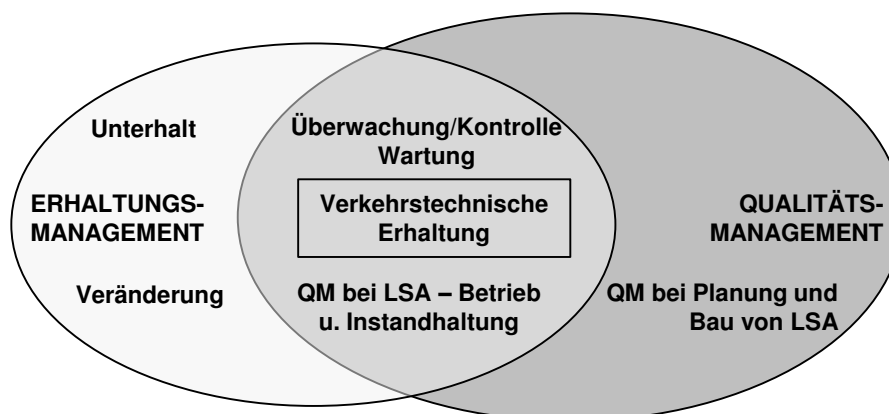 Unterhalt
Überwachung/Kontrolle
Wartung
ERHALTUNGS-
MANAGEMENT
Verkehrstechnische
Erhaltung
QUALITÄTS-
MANAGEMENT
Veränderung
QM bei LSA – Betrieb
u. Instandhaltung
QM bei Planung und
Bau von LSA